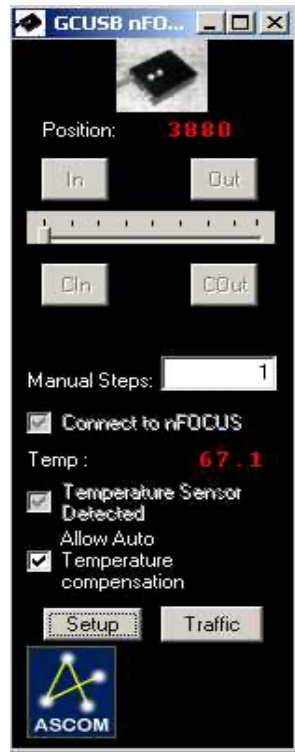 GCUSB nFO...
Position: 3880
In Out
CIn COut
Manual Steps: 1
Connect to nFOCUS
Temp : 67.1
Temperature Sensor
Detected
Allow Auto
Temperature
compensation
Setup Traffic
ASCOM